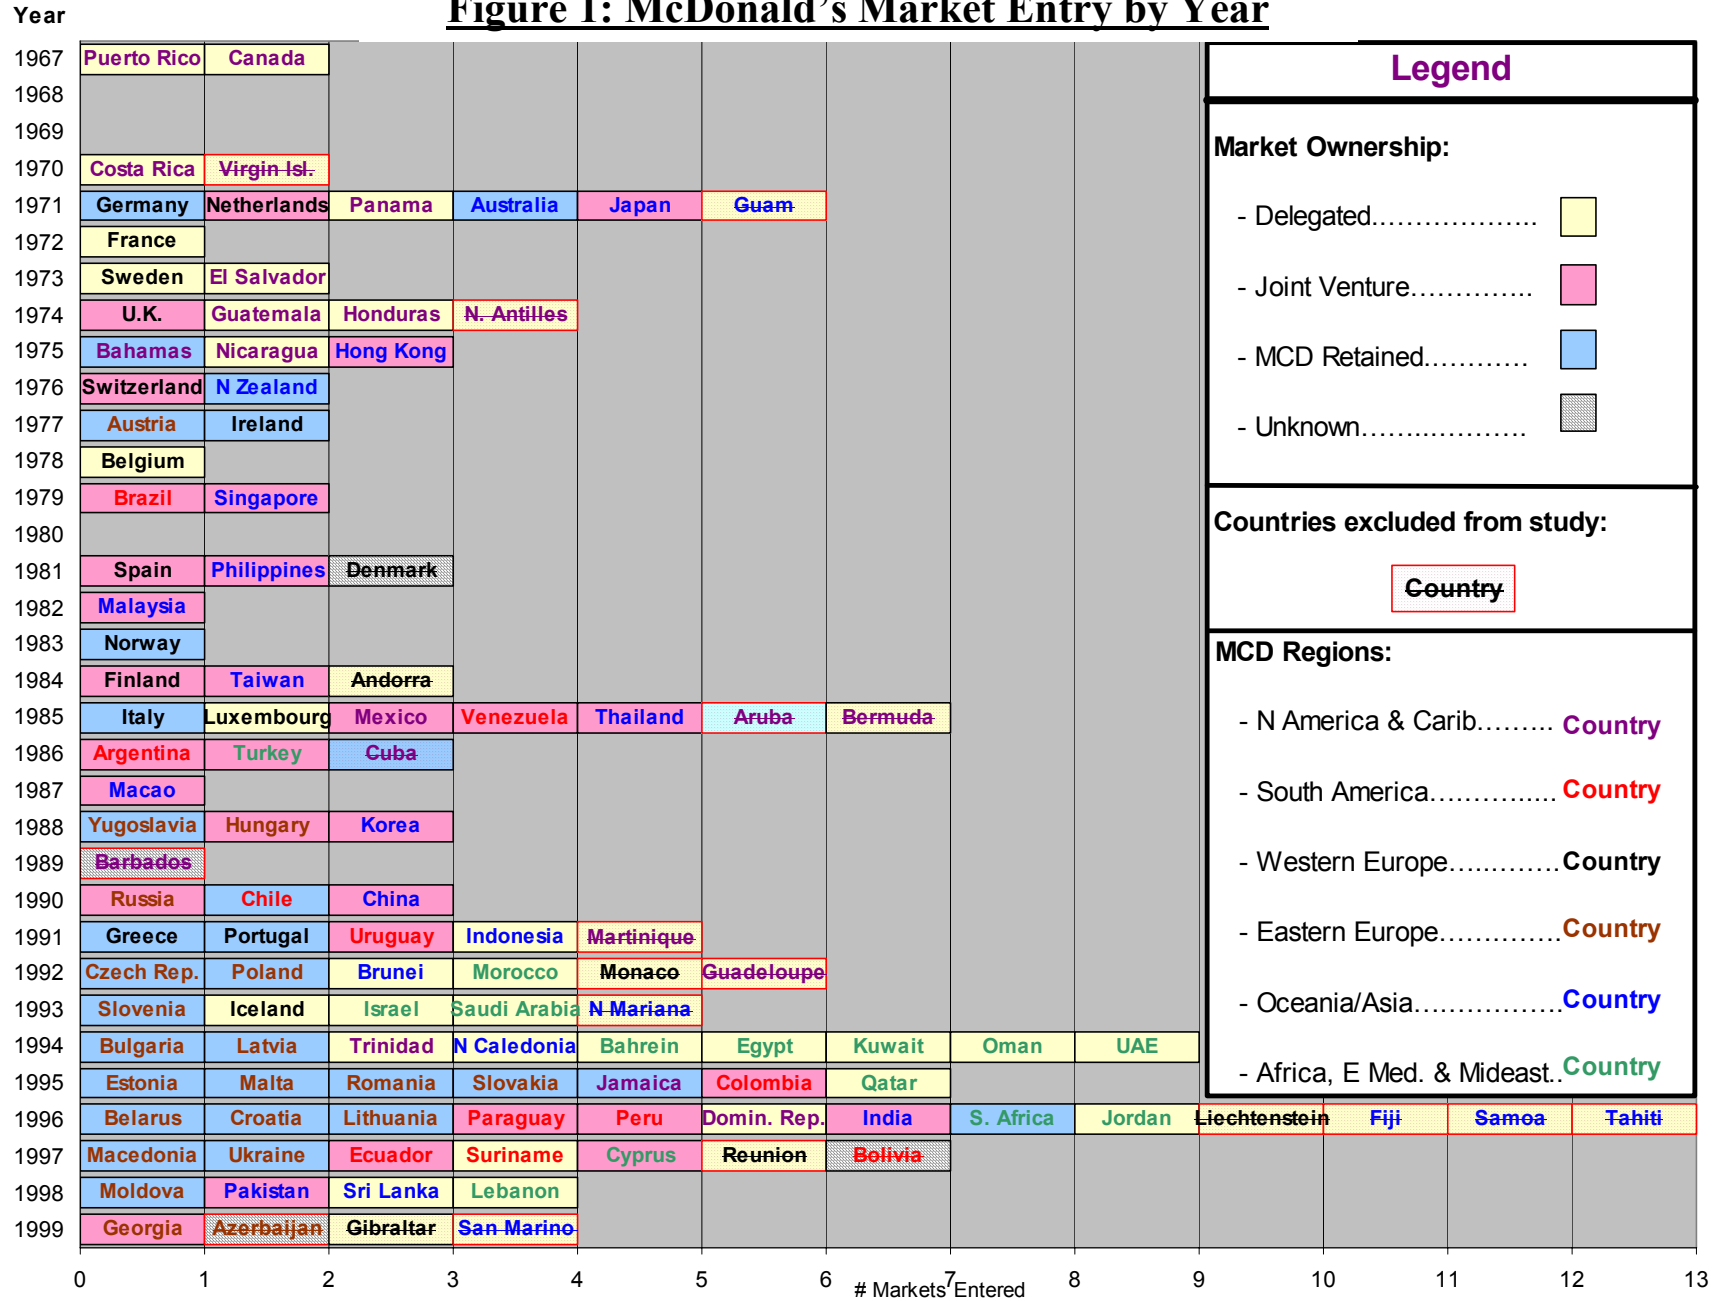 Figure 1: McDonald's Market Entry by Year
Year
1967 Puerto Rico Canada
1968
1969
1970 Costa Rica Virgin Isl.
1971 Germany Netherlands Panama Australia Japan Guam
1972 France
1973 Sweden El Salvador
1974 U.K. Guatemala Honduras N. Antilles
1975 Bahamas Nicaragua Hong Kong
1976 Switzerland N Zealand
1977 Austria Ireland
1978 Belgium
1979 Brazil Singapore
1980
1981 Spain Philippines Denmark
1982 Malaysia
1983 Norway
1984 Finland Taiwan Andorra
1985 Italy Luxembourg Mexico Venezuela Thailand Aruba Bermuda
1986 Argentina Turkey Cuba
1987 Macao
1988 Yugoslavia Hungary Korea
1989 Barbados
1990 Russia Chile China
1991 Greece Portugal Uruguay Indonesia Martinique
1992 Czech Rep. Poland Brunei Morocco Monaco Guadeloupe
1993 Slovenia Iceland Israel Saudi Arabia N Mariana
1994 Bulgaria Latvia Trinidad N Caledonia Bahrein Egypt Kuwait Oman UAE
1995 Estonia Malta Romania Slovakia Jamaica Colombia Qatar
1996 Belarus Croatia Lithuania Paraguay Peru Domin. Rep. India S. Africa Jordan Liechtenstein Fiji Samoa Tahiti
1997 Macedonia Ukraine Ecuador Suriname Cyprus Reunion Bolivia
1998 Moldova Pakistan Sri Lanka Lebanon
1999 Georgia Azerbaijan Gibraltar San Marino
0 1 2 3 4 5 6 7 8 9 10 11 12 13
# Markets Entered
Legend
Market Ownership:
- Delegated………………
- Joint Venture…………..
- MCD Retained…………
- Unknown……..……….
Countries excluded from study:
Country
MCD Regions:
- N America & Carib……… Country
- South America………….... Country
- Western Europe…..……. Country
- Eastern Europe…………. Country
- Oceania/Asia……………. Country
- Africa, E Med. & Mideast.. Country